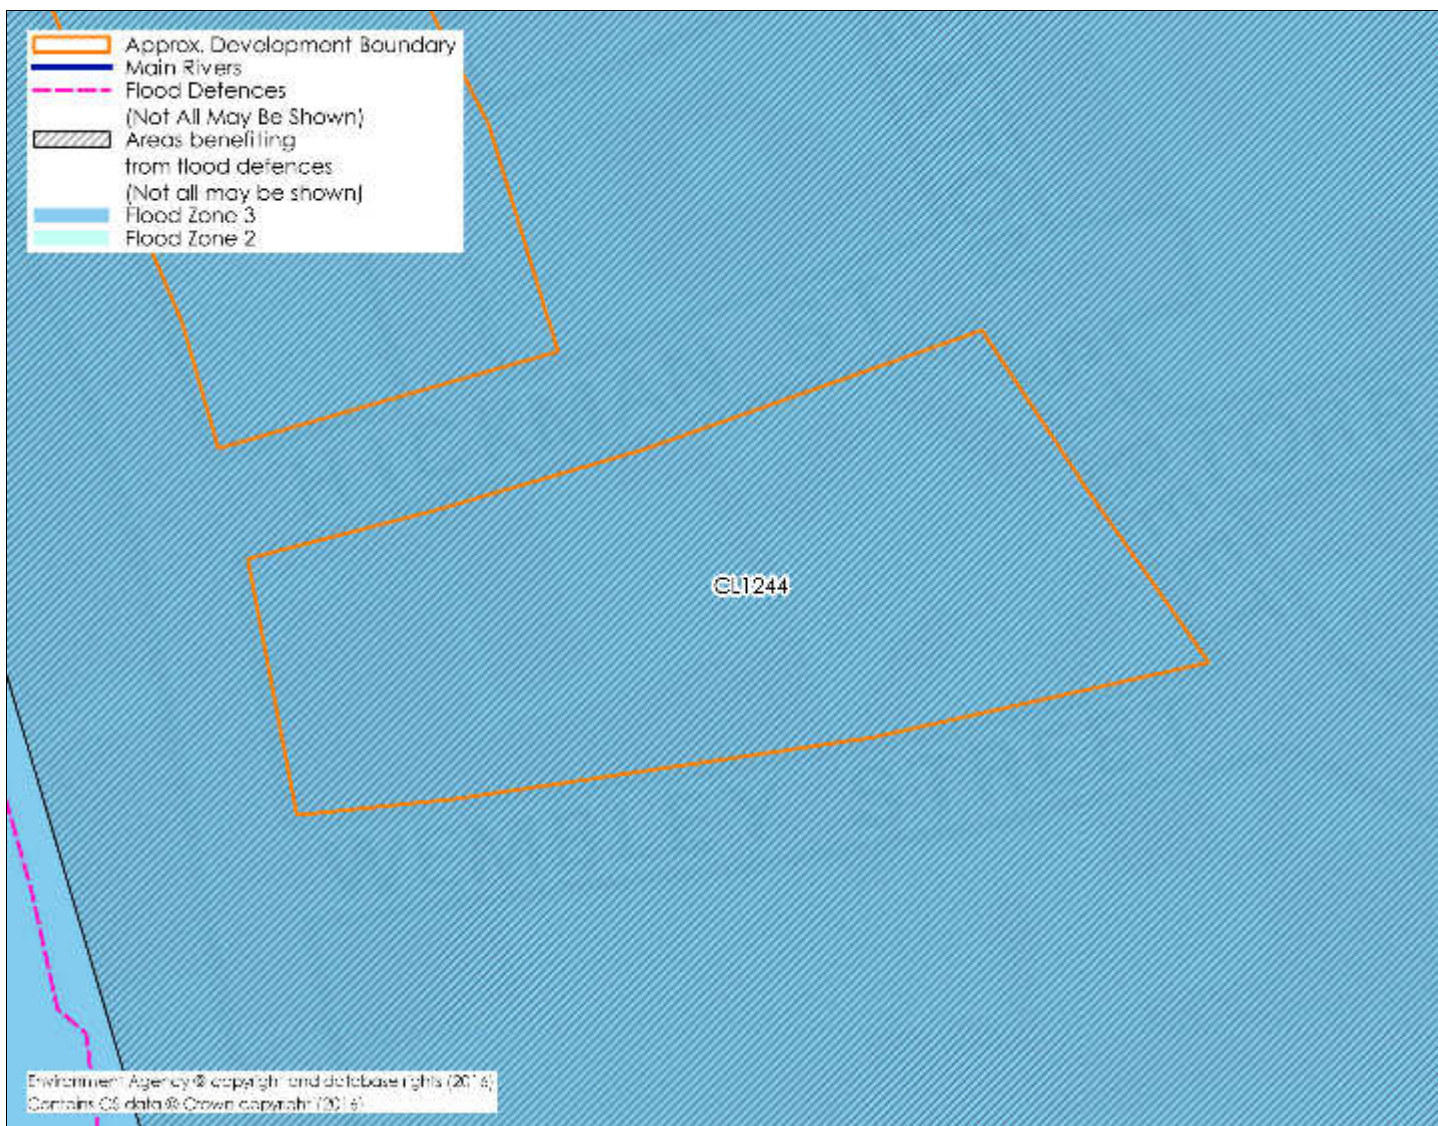 Approx. Development Boundary
Main Rivers
Flood Defences
(Not All May Be Shown)
Areas benefiting
from flood defences
(Not all may be shown)
Flood Zone 3
Flood Zone 2
CL1244
Environment Agency © copyright and database rights (2016)
Contains OS data © Crown copyright (2016)